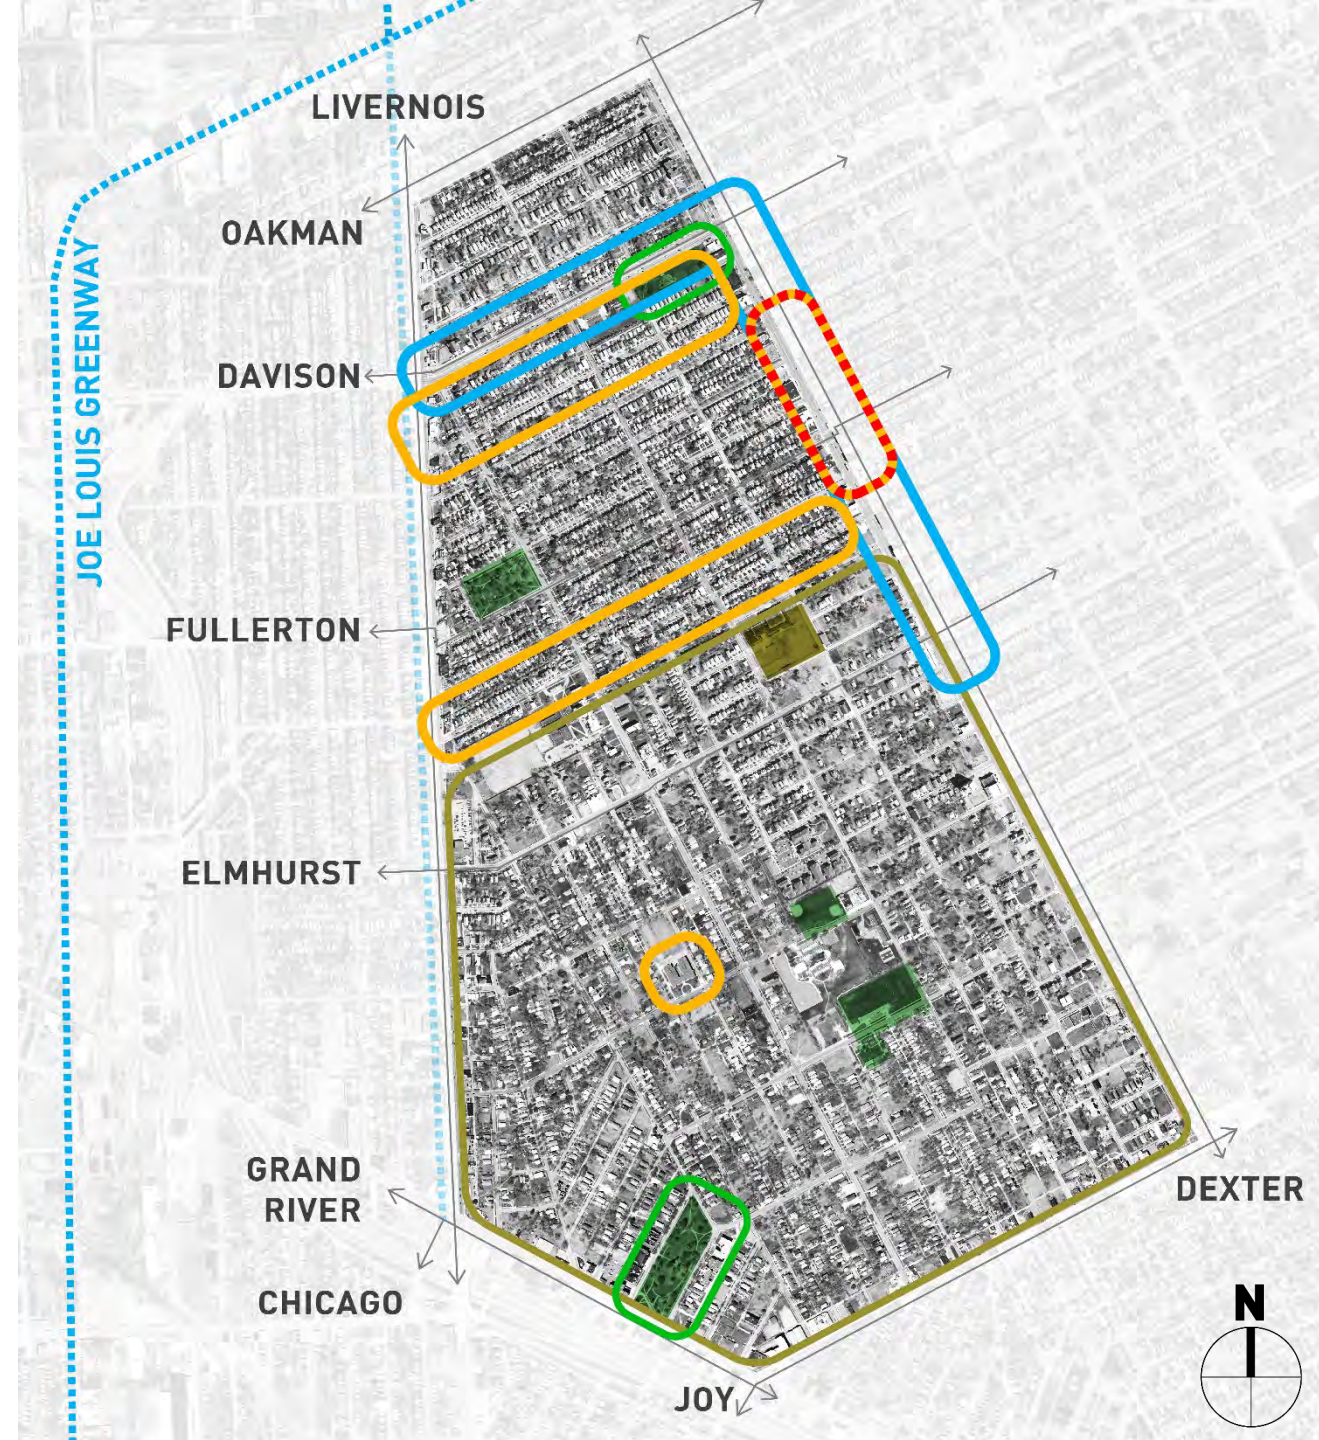 LIVERNOIS
OAKMAN
JOE LOUIS GREENWAY
DAVISON
FULLERTON
ELMHURST
GRAND
RIVER
DEXTER
CHICAGO
N
JOY